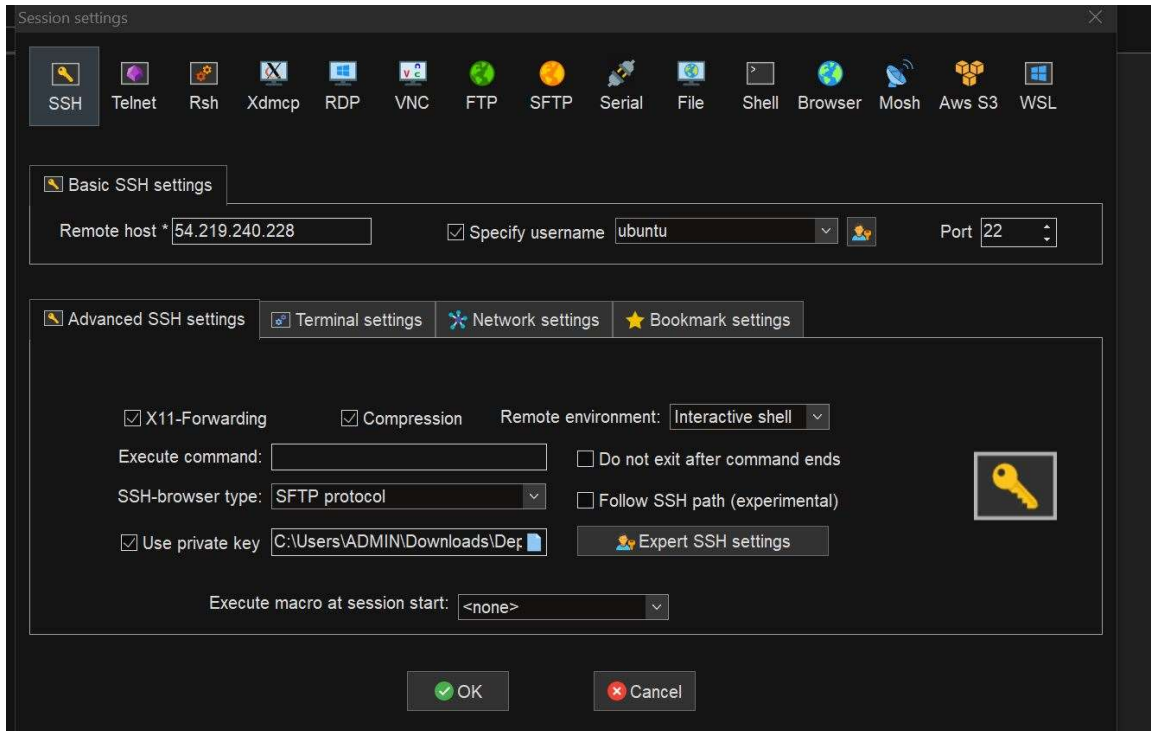 Session settings
SSH Telnet Rsh Xdmcp RDP VNC FTP SFTP Serial File Shell Browser Mosh Aws S3 WSL
Basic SSH settings
Remote host * 54.219.240.228 Specify username ubuntu Port 22
Advanced SSH settings Terminal settings Network settings Bookmark settings
X11-Forwarding Compression Remote environment: Interactive shell
Execute command: Do not exit after command ends
SSH-browser type: SFTP protocol Follow SSH path (experimental)
Use private key C:\Users\ADMIN\Downloads\Dep Expert SSH settings
Execute macro at session start: <none>
OK Cancel